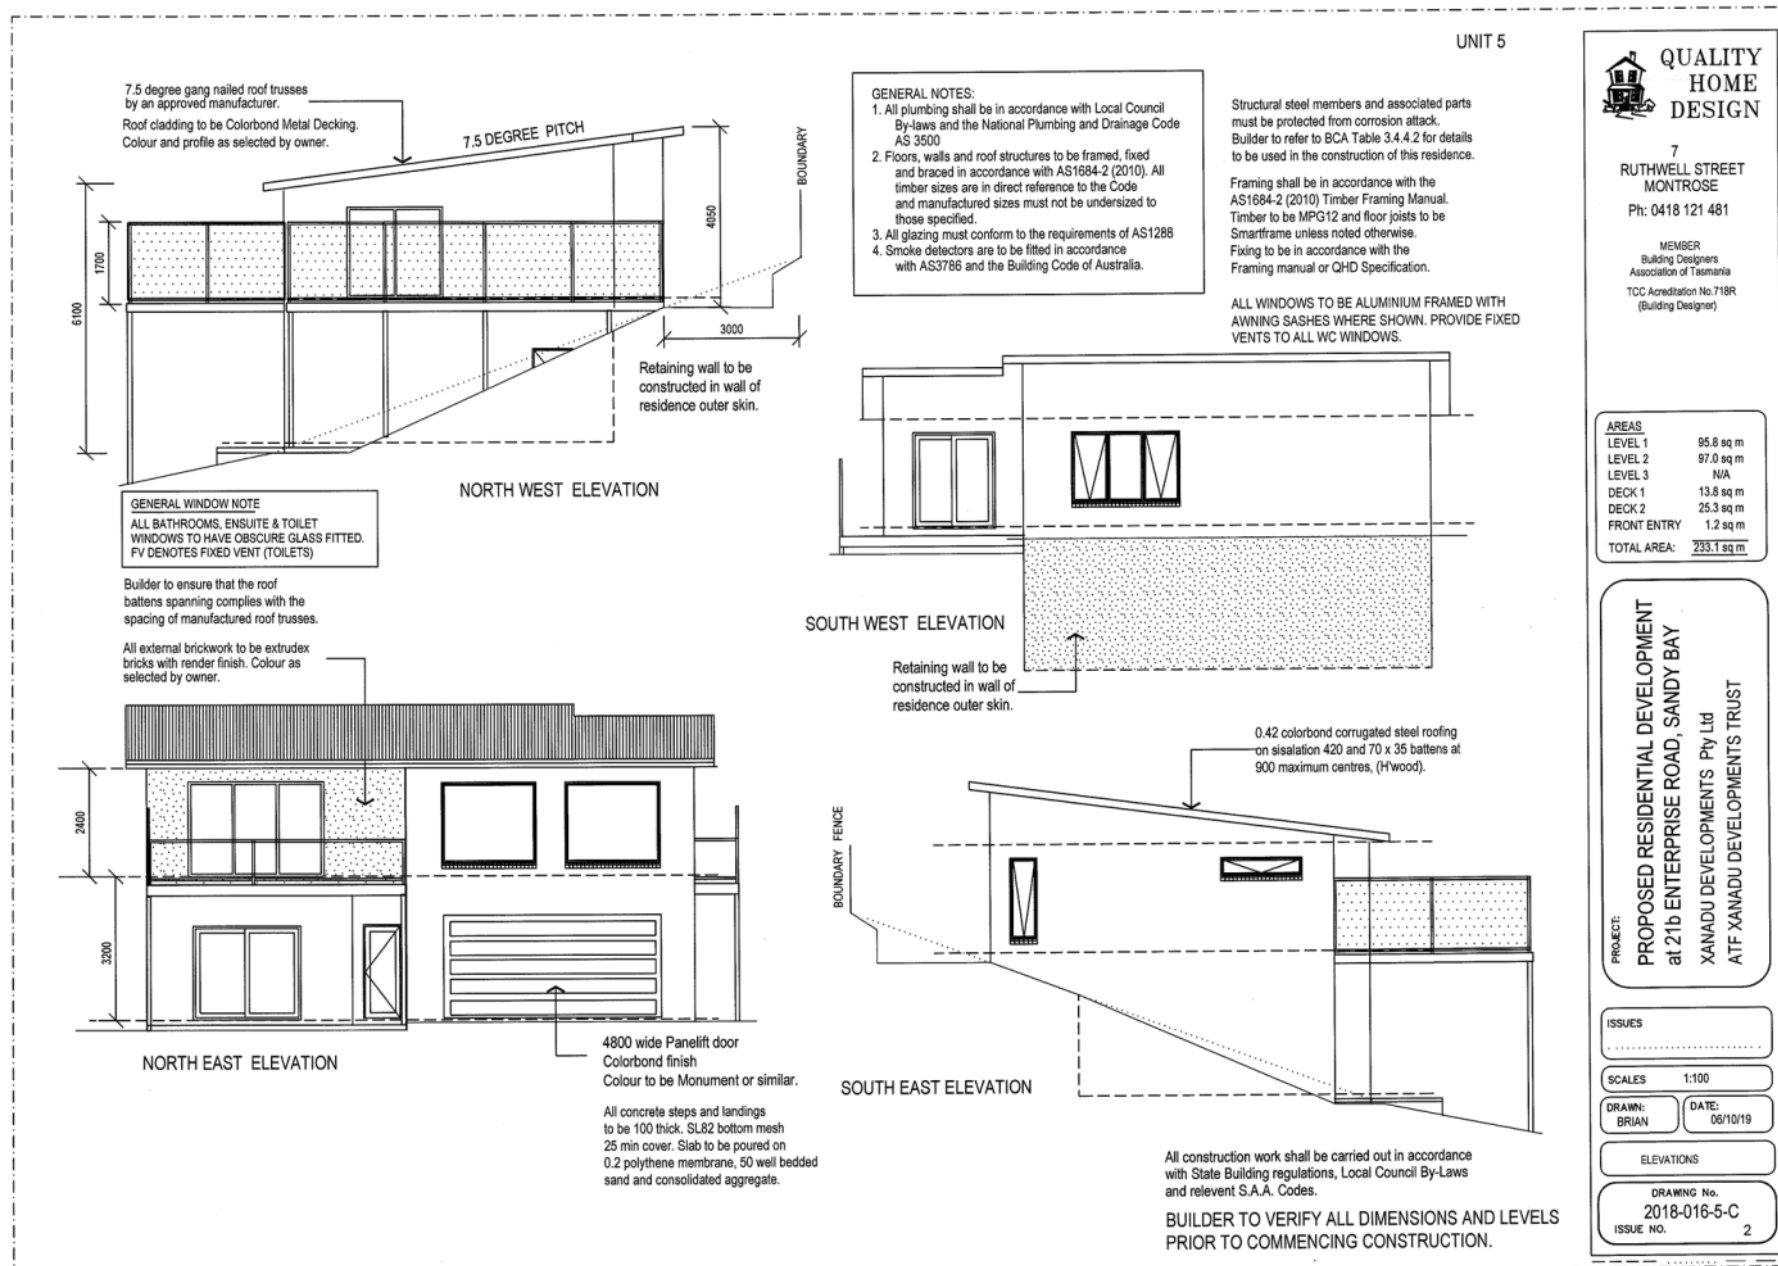 UNIT 5
7.5 degree gang nailed roof trusses
by an approved manufacturer.
Roof cladding to be Colorbond Metal Decking.
Colour and profile as selected by owner.
7.5 DEGREE PITCH
BOUNDARY
4050
1700
6100
3000
Retaining wall to be
constructed in wall of
residence outer skin.
NORTH WEST ELEVATION
GENERAL NOTES:
1. All plumbing shall be in accordance with Local Council
By-laws and the National Plumbing and Drainage Code
AS 3500
2. Floors, walls and roof structures to be framed, fixed
and braced in accordance with AS1684-2 (2010). All
timber sizes are in direct reference to the Code
and manufactured sizes must not be undersized to
those specified.
3. All glazing must conform to the requirements of AS1288
4. Smoke detectors are to be fitted in accordance
with AS3786 and the Building Code of Australia.
Structural steel members and associated parts
must be protected from corrosion attack.
Builder to refer to BCA Table 3.4.4.2 for details
to be used in the construction of this residence.
Framing shall be in accordance with the
AS1684-2 (2010) Timber Framing Manual.
Timber to be MPG12 and floor joists to be
Smartframe unless noted otherwise.
Fixing to be in accordance with the
Framing manual or QHD Specification.
ALL WINDOWS TO BE ALUMINIUM FRAMED WITH
AWNING SASHES WHERE SHOWN. PROVIDE FIXED
VENTS TO ALL WC WINDOWS.
GENERAL WINDOW NOTE
ALL BATHROOMS, ENSUITE & TOILET
WINDOWS TO HAVE OBSCURE GLASS FITTED.
FV DENOTES FIXED VENT (TOILETS)
Builder to ensure that the roof
battens spanning complies with the
spacing of manufactured roof trusses.
All external brickwork to be extrudex
bricks with render finish. Colour as
selected by owner.
SOUTH WEST ELEVATION
Retaining wall to be
constructed in wall of
residence outer skin.
2400
3200
NORTH EAST ELEVATION
4800 wide Panelift door
Colorbond finish
Colour to be Monument or similar.
All concrete steps and landings
to be 100 thick. SL82 bottom mesh
25 min cover. Slab to be poured on
0.2 polythene membrane, 50 well bedded
sand and consolidated aggregate.
0.42 colorbond corrugated steel roofing
on sisalation 420 and 70 x 35 battens at
900 maximum centres, (H'wood).
BOUNDARY FENCE
SOUTH EAST ELEVATION
All construction work shall be carried out in accordance
with State Building regulations, Local Council By-Laws
and relevent S.A.A. Codes.
BUILDER TO VERIFY ALL DIMENSIONS AND LEVELS
PRIOR TO COMMENCING CONSTRUCTION.
QUALITY
HOME
DESIGN
7
RUTHWELL STREET
MONTROSE
Ph: 0418 121 481
MEMBER
Building Designers
Association of Tasmania
TCC Acreditation No.718R
(Building Designer)
AREAS
LEVEL 1 95.8 sq m
LEVEL 2 97.0 sq m
LEVEL 3 N/A
DECK 1 13.8 sq m
DECK 2 25.3 sq m
FRONT ENTRY 1.2 sq m
TOTAL AREA: 233.1 sq m
PROJECT:
PROPOSED RESIDENTIAL DEVELOPMENT
at 21b ENTERPRISE ROAD, SANDY BAY
XANADU DEVELOPMENTS Pty Ltd
ATF XANADU DEVELOPMENTS TRUST
ISSUES
SCALES 1:100
DRAWN:
BRIAN
DATE:
06/10/19
ELEVATIONS
DRAWING No.
2018-016-5-C
ISSUE NO. 2